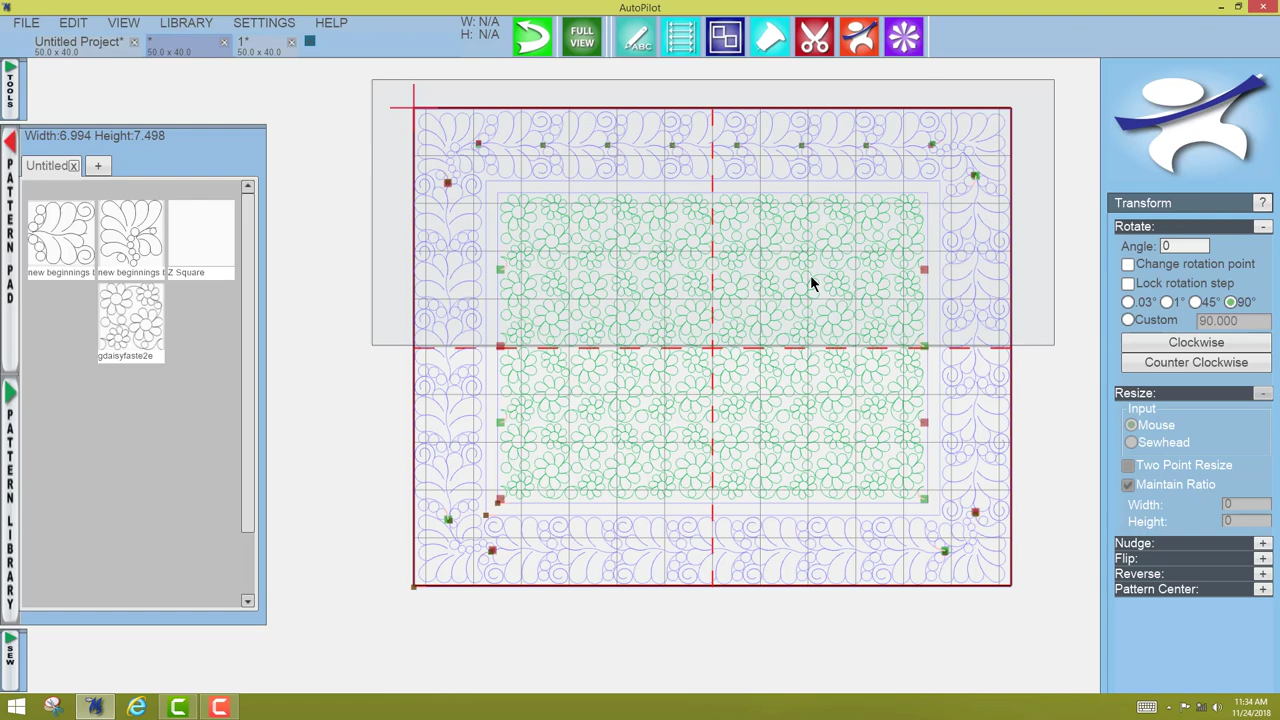 AutoPilot
FILE EDIT VIEW LIBRARY SETTINGS HELP
W: N/A
H: N/A
Untitled Project*
50.0 x 40.0
*
50.0 x 40.0
1*
50.0 x 40.0
FULL
VIEW
ABC
TOOLS
Width:6.994 Height:7.498
Untitled
+
PATTERN PAD
new beginnings
new beginnings
Z Square
gdaisyfaste2e
PATTERN LIBRARY
SEW
Transform ?
Rotate: -
Angle: 0
Change rotation point
Lock rotation step
.03° 1° 45° 90°
Custom 90.000
Clockwise
Counter Clockwise
Resize: -
Input
Mouse
Sewhead
Two Point Resize
Maintain Ratio
Width: 0
Height: 0
Nudge: +
Flip: +
Reverse: +
Pattern Center: +
11:34 AM
11/24/2018